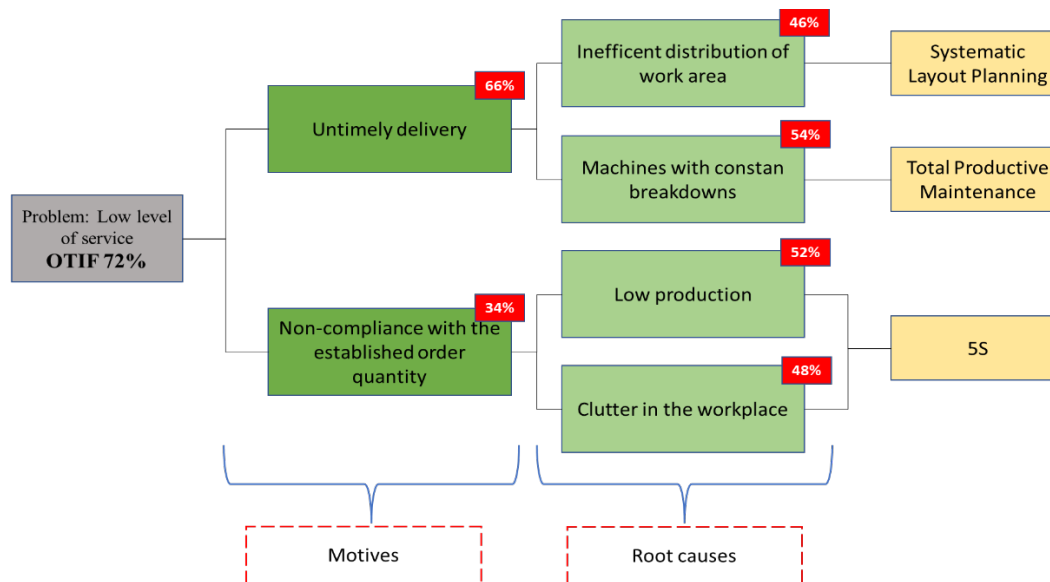 46%
Inefficent distribution of
work area
Systematic
Layout Planning
66%
Untimely delivery
54%
Machines with constan
breakdowns
Total Productive
Maintenance
Problem: Low level
of service
OTIF 72%
52%
Low production
34%
Non-compliance with the
established order
quantity
5S
48%
Clutter in the workplace
Motives
Root causes